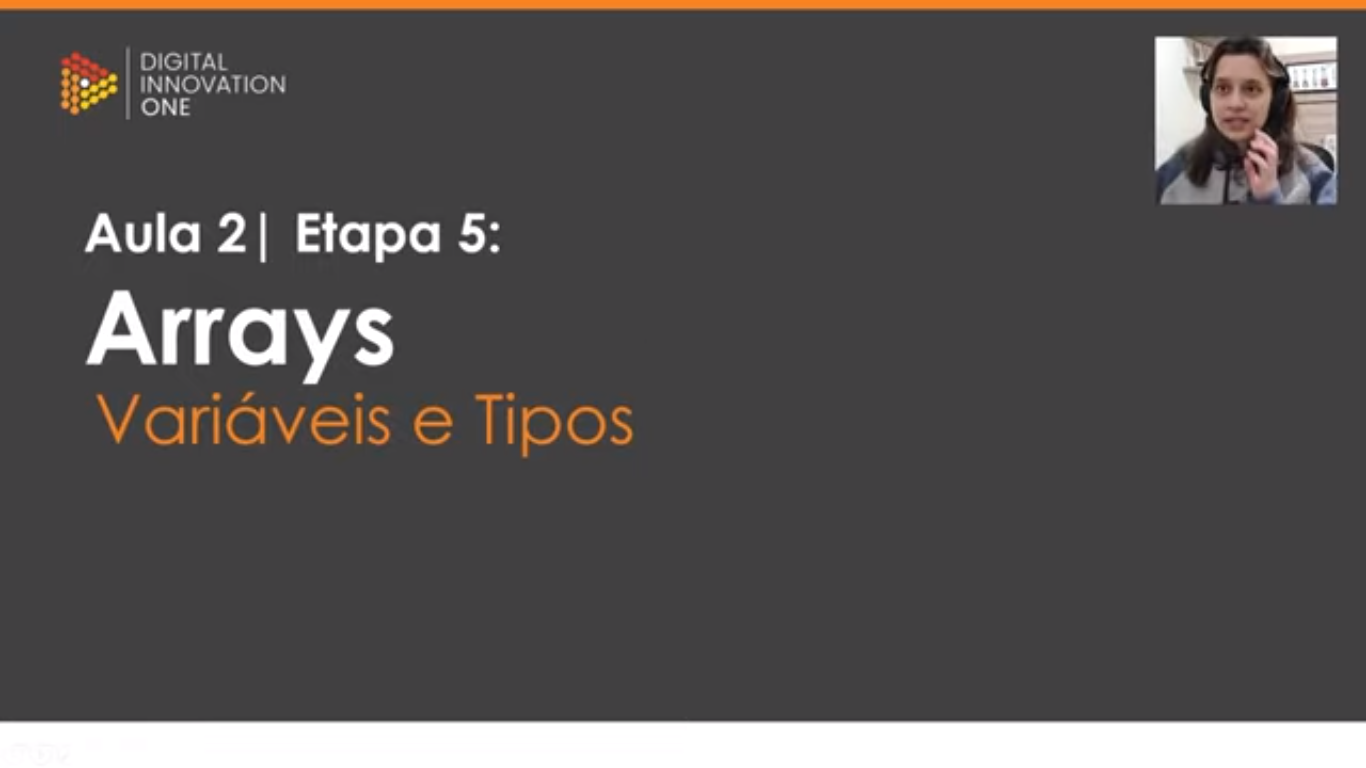 DIGITAL
INNOVATION
ONE
Aula 2| Etapa 5:
Arrays
Variáveis e Tipos